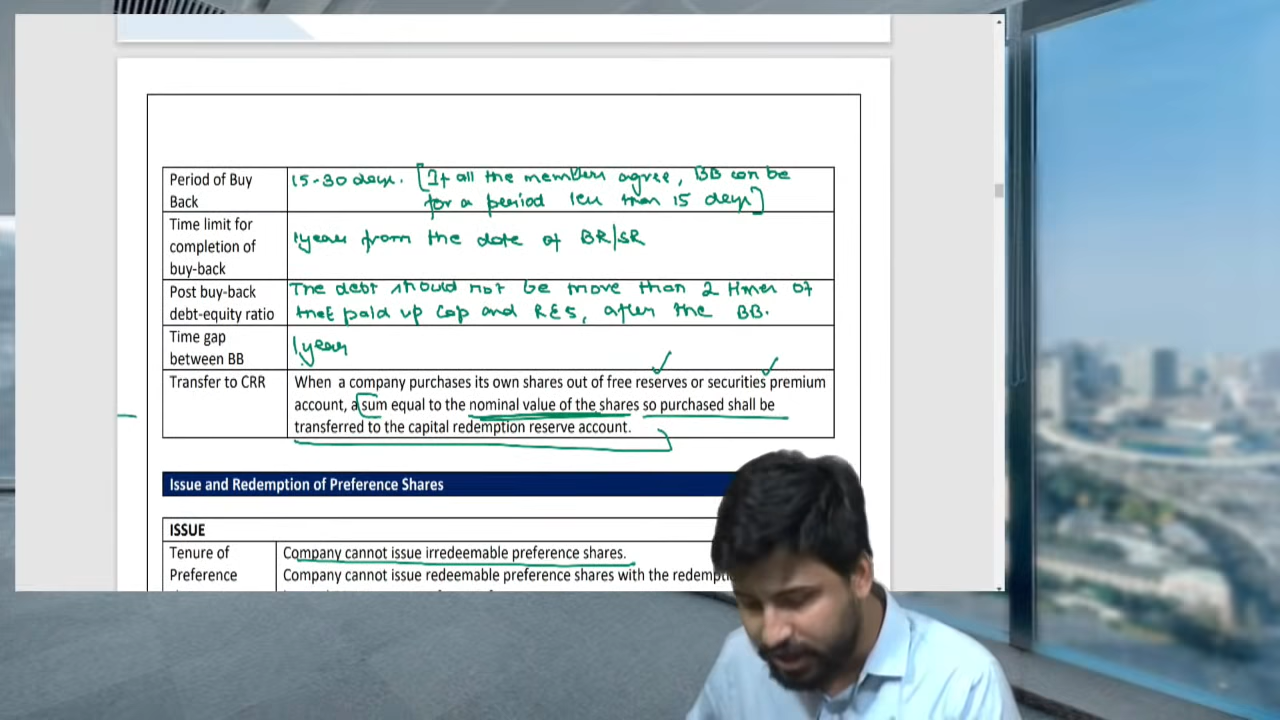 Period of Buy
Back
15-30 days. [If all the members agree, BB can be
for a period less than 15 days]
Time limit for
completion of
buy-back
1year from the date of BR/SR
Post buy-back
debt-equity ratio
The debt should not be more than 2 times of
the paid up cap and RES, after the BB.
Time gap
between BB
1year
Transfer to CRR
When a company purchases its own shares out of free reserves or securities premium
account, a sum equal to the nominal value of the shares so purchased shall be
transferred to the capital redemption reserve account.
Issue and Redemption of Preference Shares
ISSUE
Tenure of
Preference
Company cannot issue irredeemable preference shares.
Company cannot issue redeemable preference shares with the